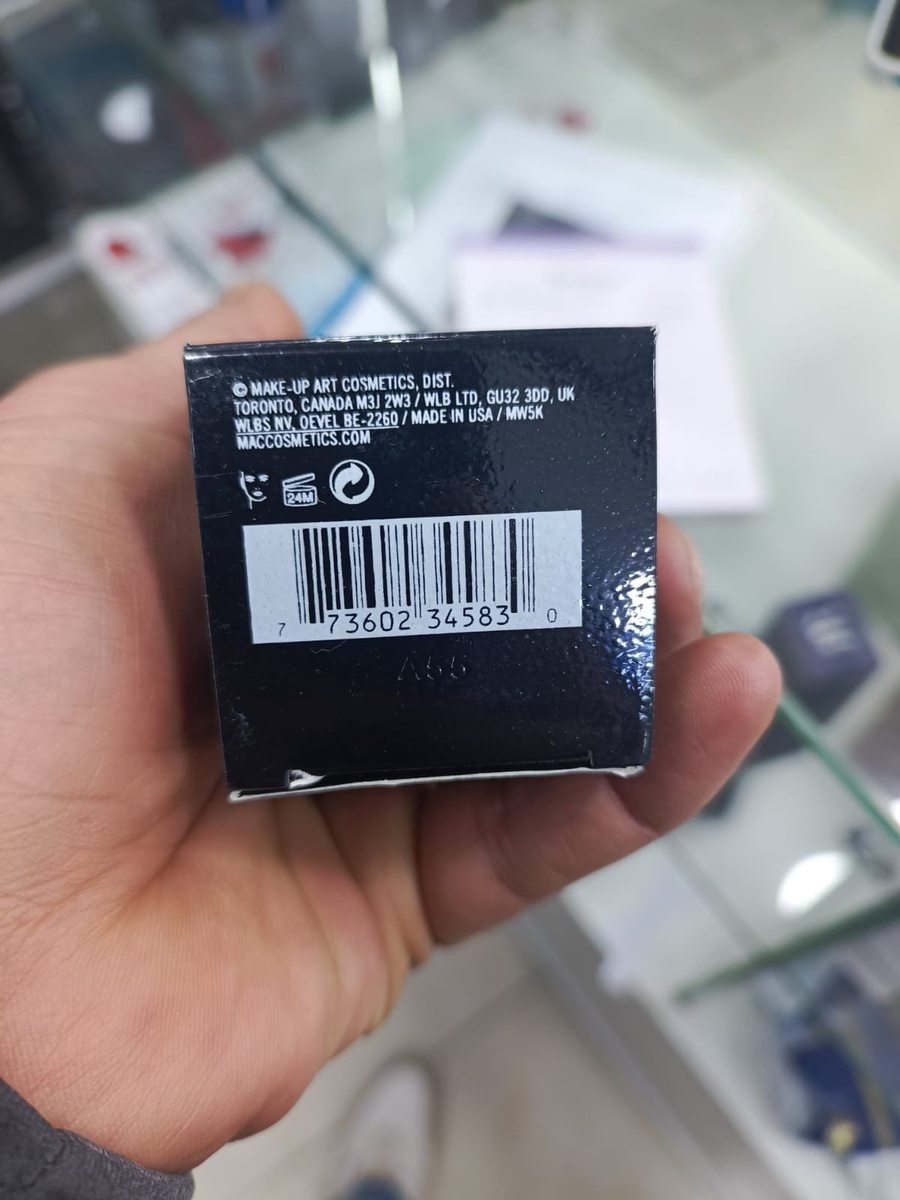 © MAKE-UP ART COSMETICS, DIST.
TORONTO, CANADA M3J 2W3 / WLB LTD, GU32 3DD, UK
WLBS NV, OEVEL BE-2260 / MADE IN USA / MW5K
MACCOSMETICS.COM
24M
7 73602 34583 0
A55